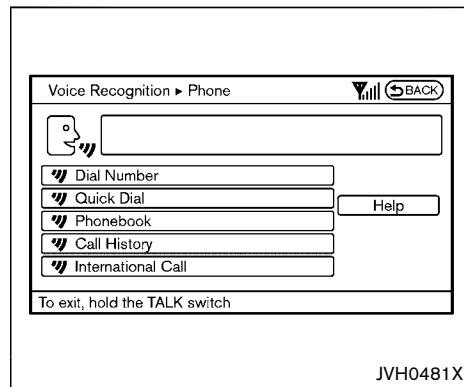 Voice Recognition ▸ Phone
BACK
Dial Number
Quick Dial
Phonebook
Call History
International Call
Help
To exit, hold the TALK switch
JVH0481X